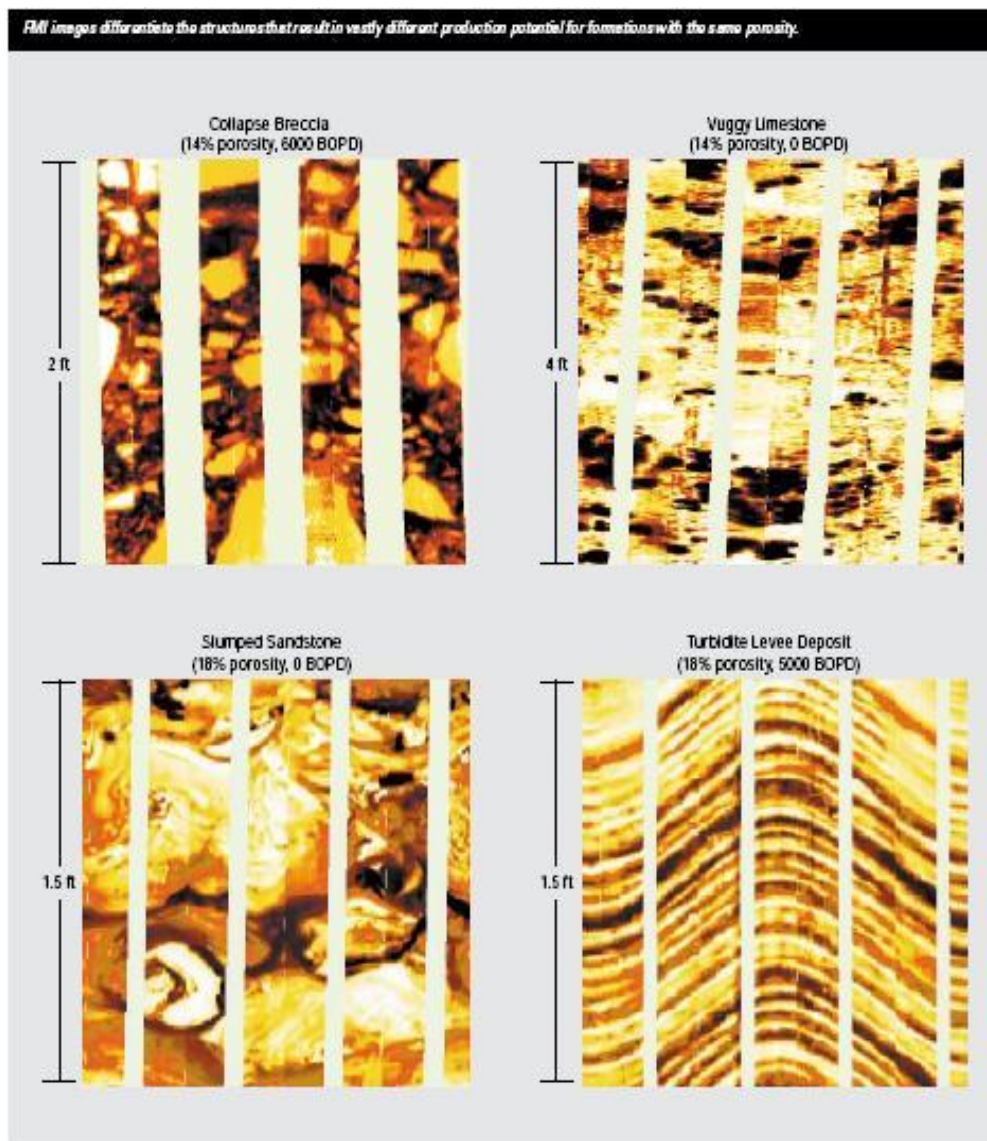 FMI images differentiate the structures that result in vastly different production potential for formations with the same porosity.
Collapse Breccia
(14% porosity, 6000 BOPD)
Vuggy Limestone
(14% porosity, 0 BOPD)
2 ft
4 ft
Slumped Sandstone
(18% porosity, 0 BOPD)
Turbidite Levee Deposit
(18% porosity, 5000 BOPD)
1.5 ft
1.5 ft